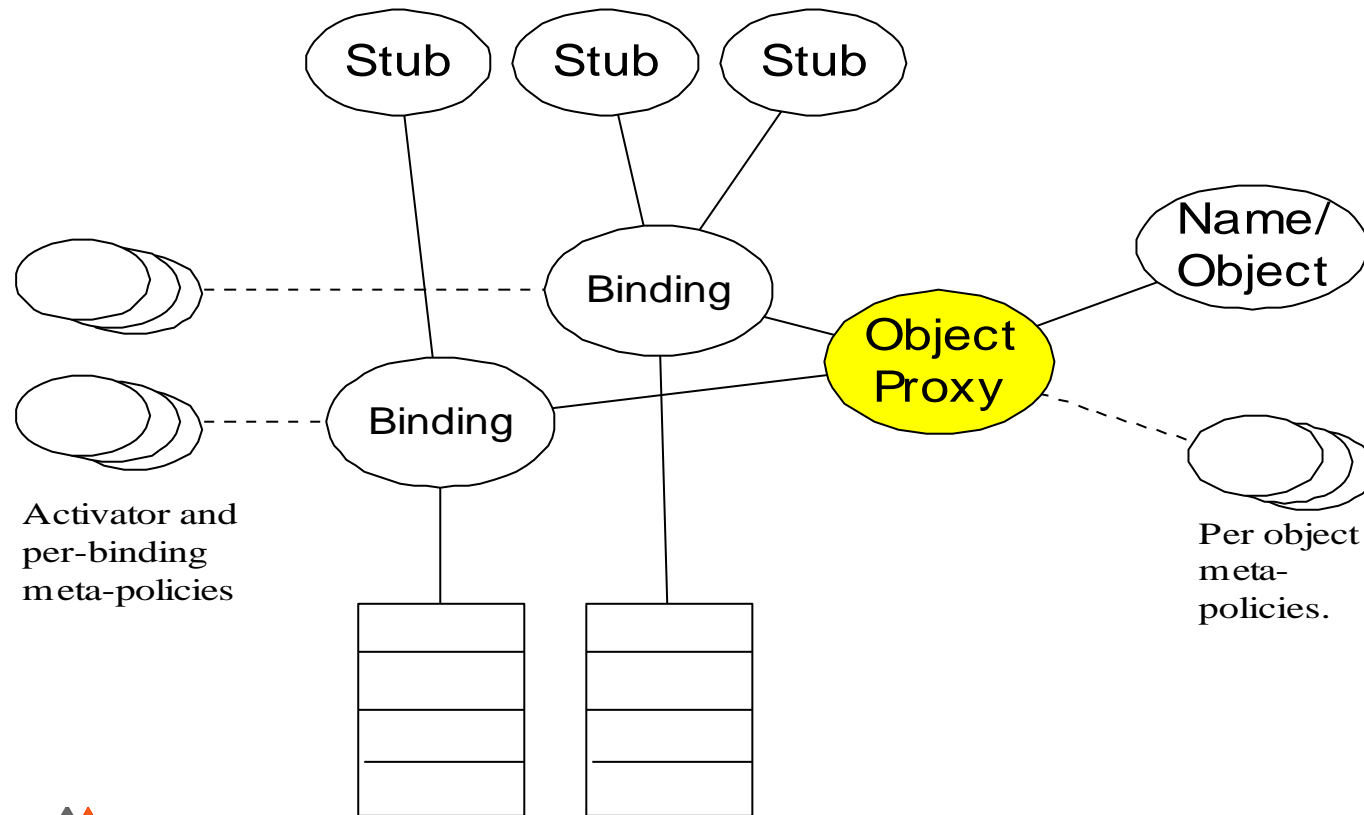 Stub
Stub
Stub
Name/
Object
Binding
Object
Proxy
Binding
Activator and
per-binding
meta-policies
Per object
meta-
policies.